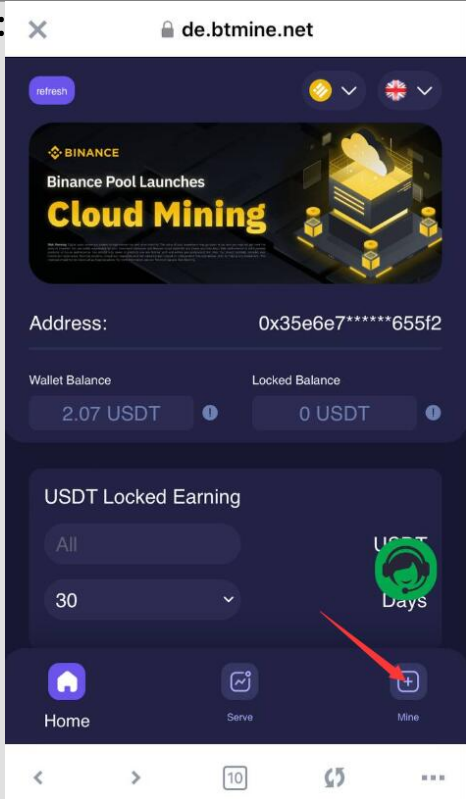 de.btmine.net
refresh
BINANCE
Binance Pool Launches
Cloud Mining
Address: 0x35e6e7******655f2
Wallet Balance Locked Balance
2.07 USDT 0 USDT
USDT Locked Earning
All USDT
30 Days
Home Serve Mine
10